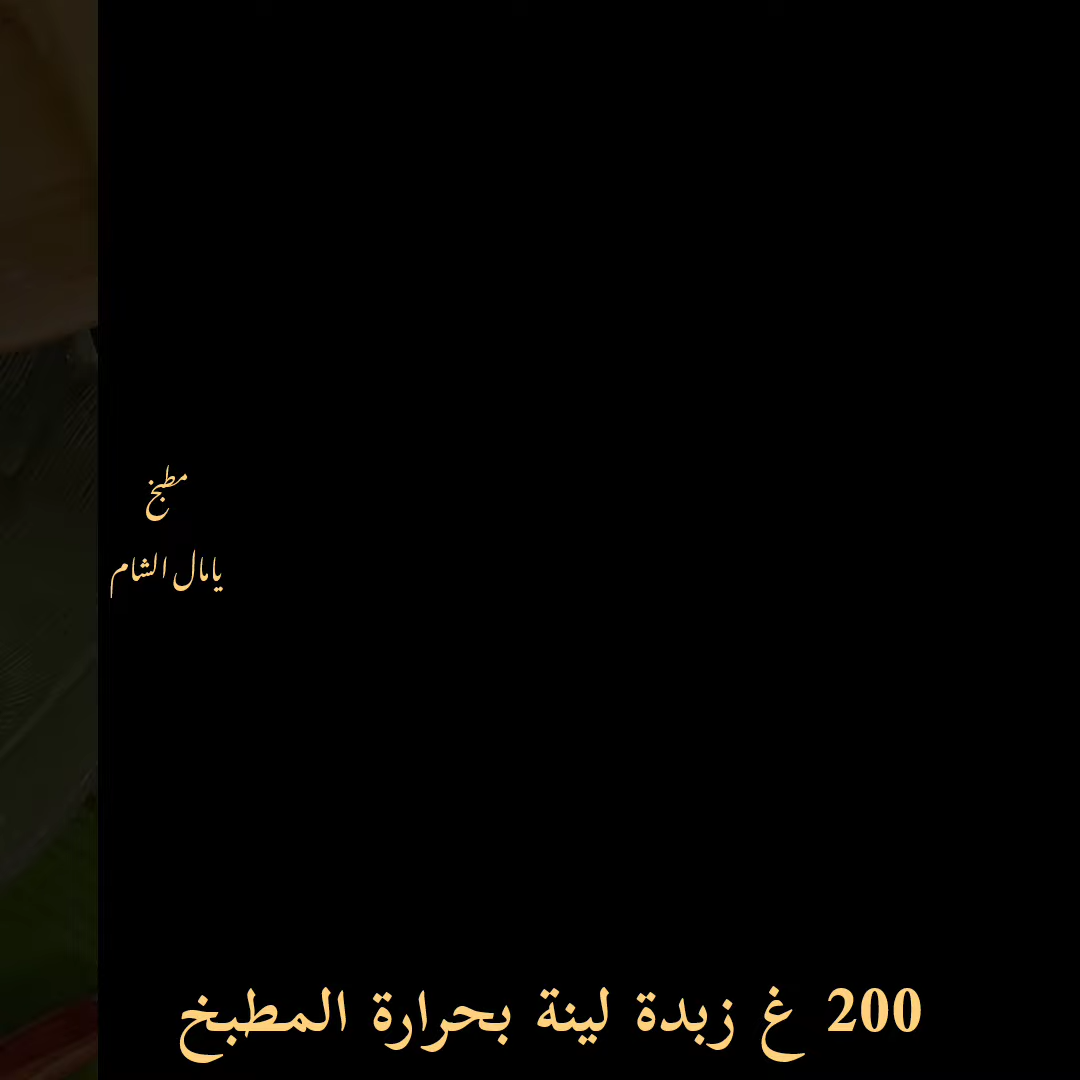 مطبخ
يامال الشام
200 غ زبدة لينة بحرارة المطبخ